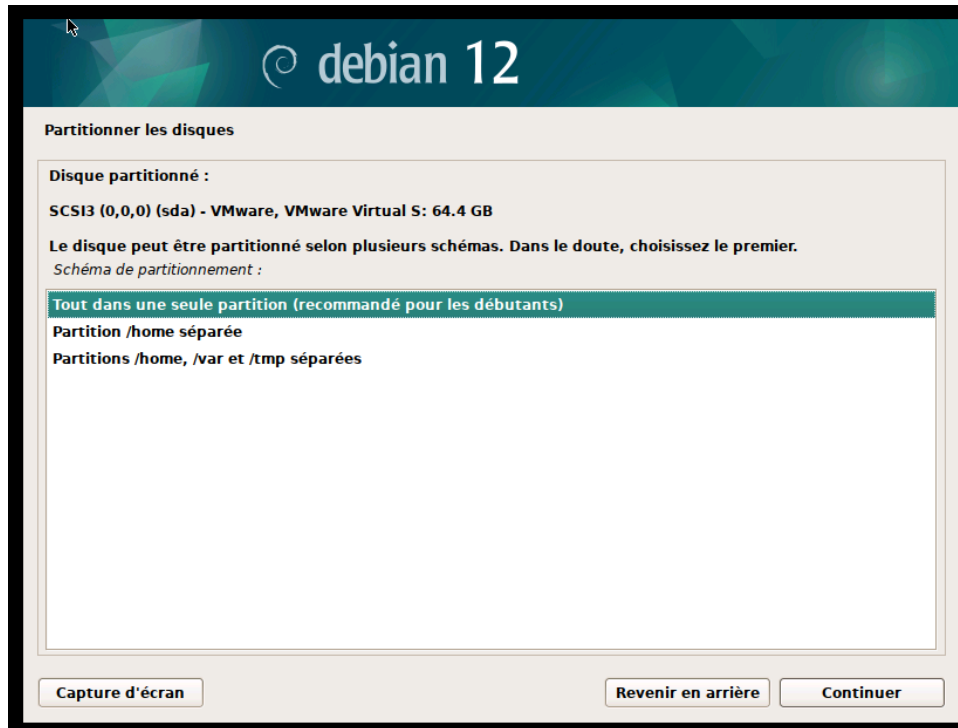 debian 12
Partitionner les disques
Disque partitionné :
SCSI3 (0,0,0) (sda) - VMware, VMware Virtual S: 64.4 GB
Le disque peut être partitionné selon plusieurs schémas. Dans le doute, choisissez le premier.
Schéma de partitionnement :
Tout dans une seule partition (recommandé pour les débutants)
Partition /home séparée
Partitions /home, /var et /tmp séparées
Capture d'écran
Revenir en arrière
Continuer